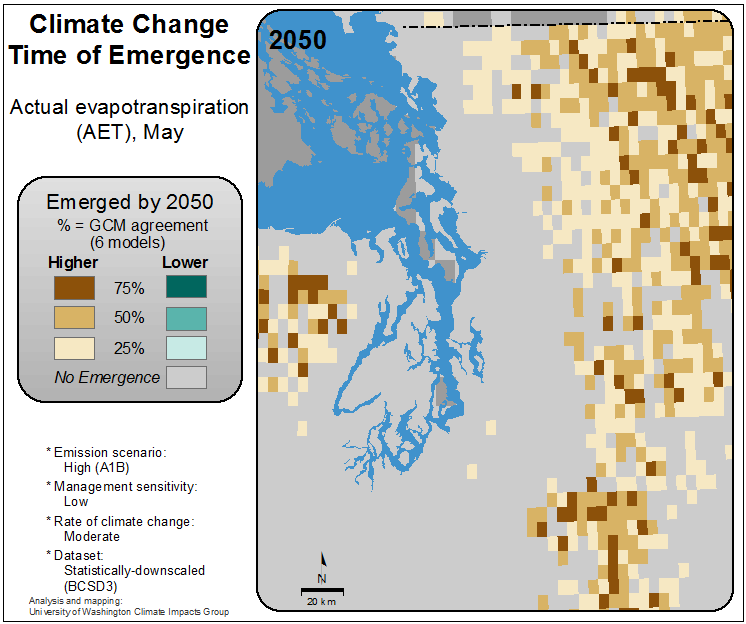 Climate Change
Time of Emergence
Actual evapotranspiration
(AET), May
Emerged by 2050
% = GCM agreement
(6 models)
Higher Lower
75%
50%
25%
No Emergence
* Emission scenario:
High (A1B)
* Management sensitivity:
Low
* Rate of climate change:
Moderate
* Dataset:
Statistically-downscaled
(BCSD3)
Analysis and mapping:
University of Washington Climate Impacts Group
2050
N
20 km